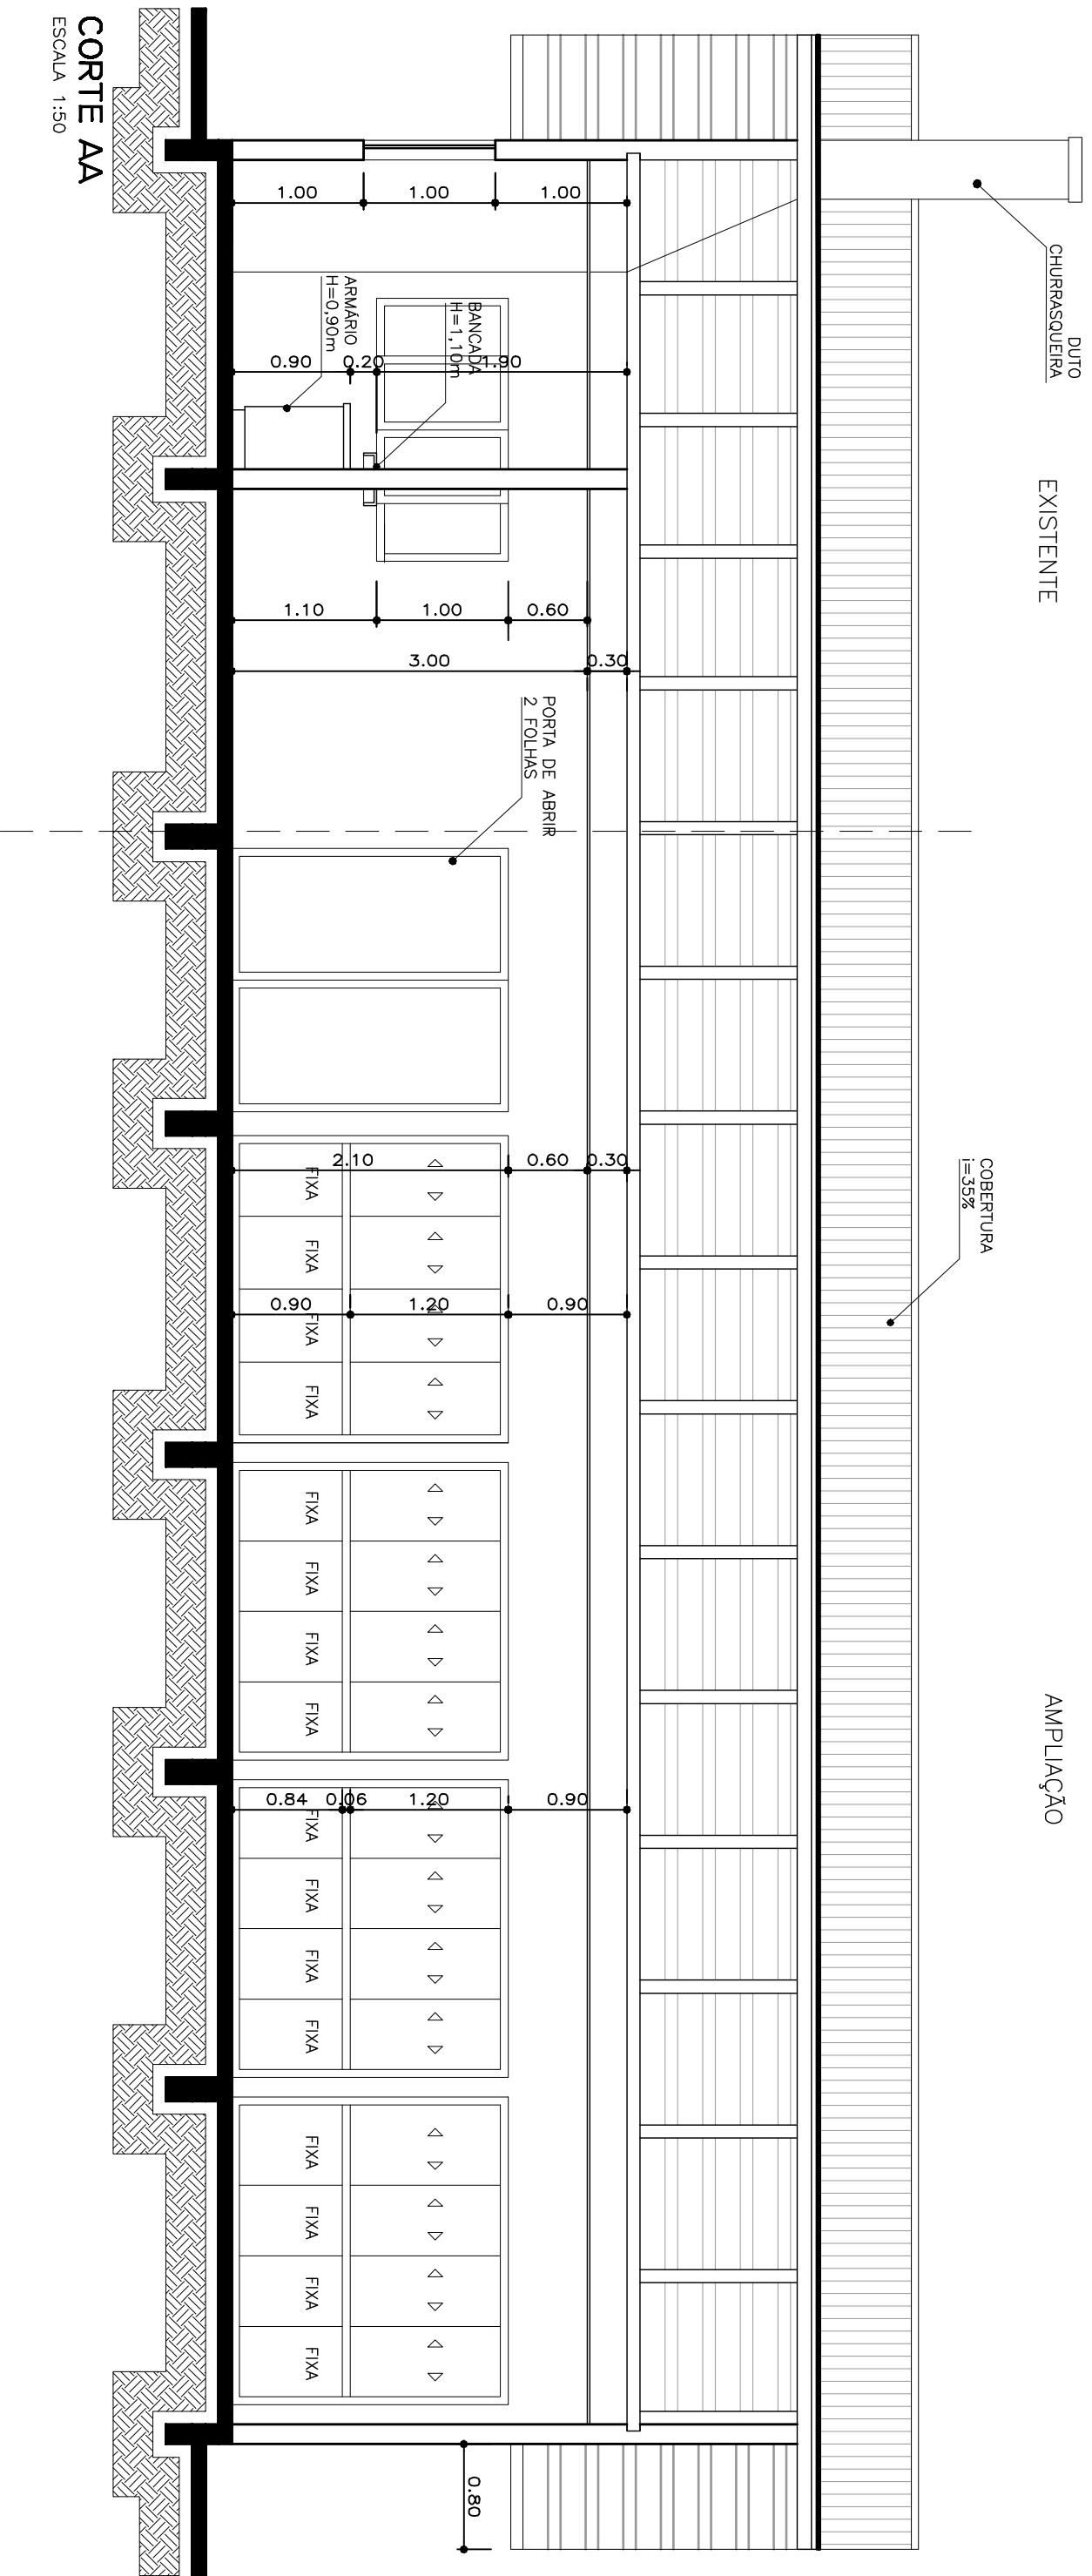 DUTO
CHURRASQUEIRA
EXISTENTE
AMPLIAÇÃO
COBERTURA
i=35%
1.00
1.00
1.00
BANCADA
H=1,10m
ARMÁRIO
H=0,90m
0.90
0.20
1.90
1.10
1.00
0.60
3.00
0.30
PORTA DE ABRIR
2 FOLHAS
2.10
0.60
0.30
0.90
1.20
0.90
FIXA
FIXA
FIXA
FIXA
FIXA
FIXA
FIXA
FIXA
0.84
0.06
1.20
0.90
FIXA
FIXA
FIXA
FIXA
FIXA
FIXA
FIXA
FIXA
0.80
CORTE AA
ESCALA 1:50